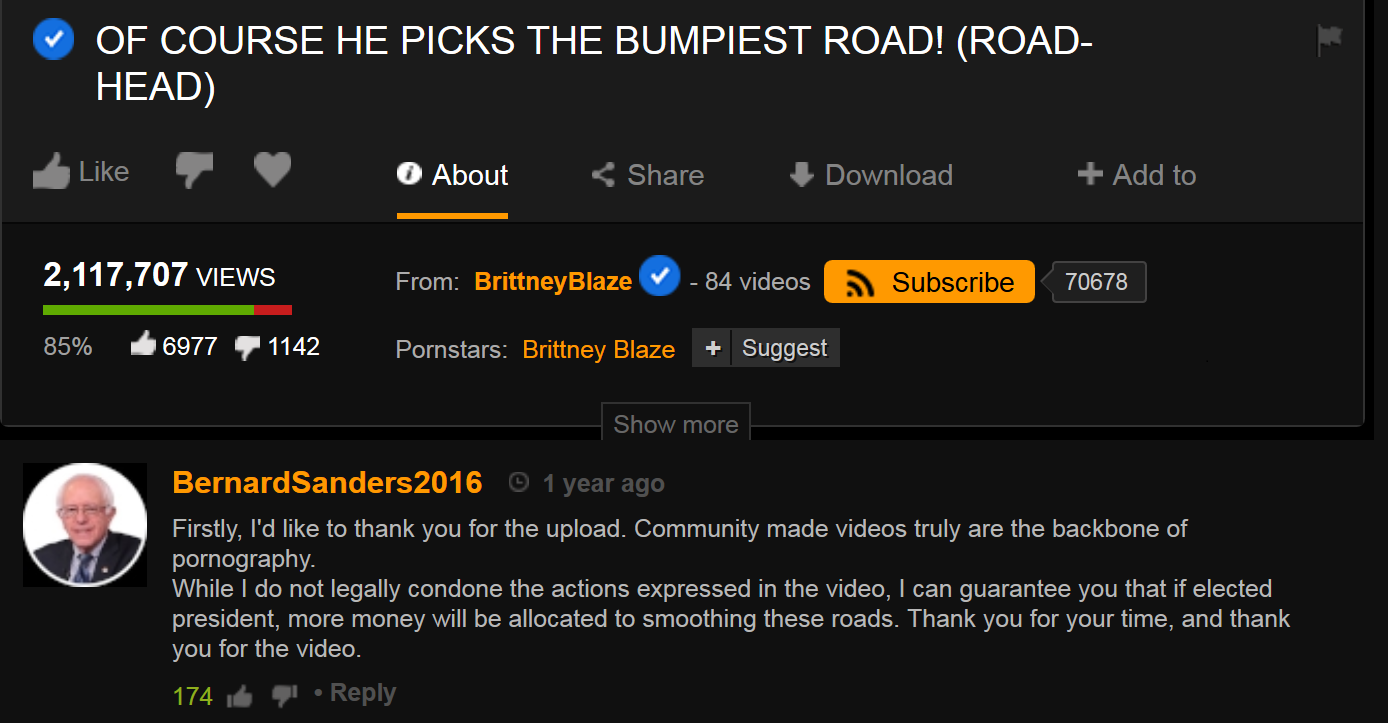 OF COURSE HE PICKS THE BUMPIEST ROAD! (ROAD-
HEAD)
Like
About
Share
Download
Add to
2,117,707 VIEWS
From: BrittneyBlaze - 84 videos Subscribe 70678
85% 6977 1142
Pornstars: Brittney Blaze + Suggest
Show more
BernardSanders2016 1 year ago
Firstly, I'd like to thank you for the upload. Community made videos truly are the backbone of
pornography.
While I do not legally condone the actions expressed in the video, I can guarantee you that if elected
president, more money will be allocated to smoothing these roads. Thank you for your time, and thank
you for the video.
174 • Reply